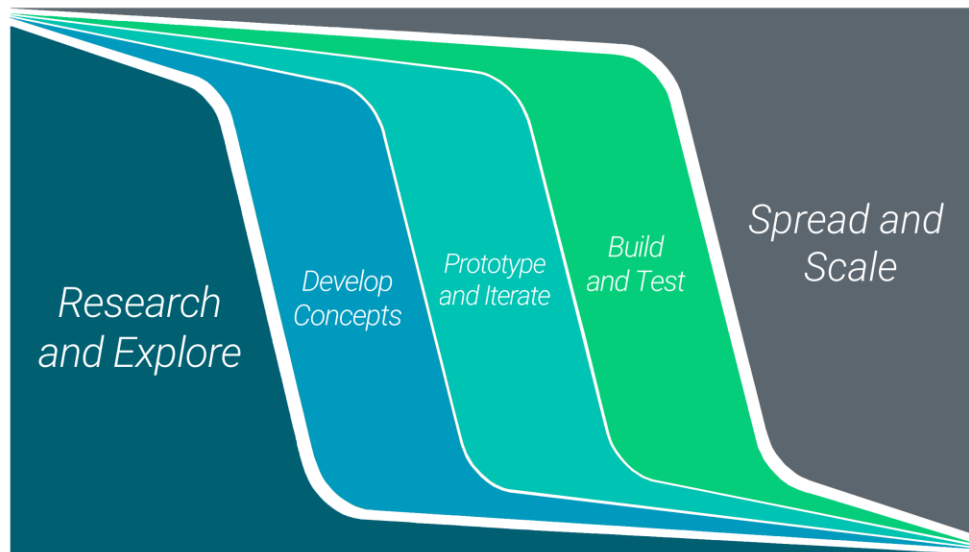 Research
and Explore
Develop
Concepts
Prototype
and Iterate
Build
and Test
Spread and
Scale